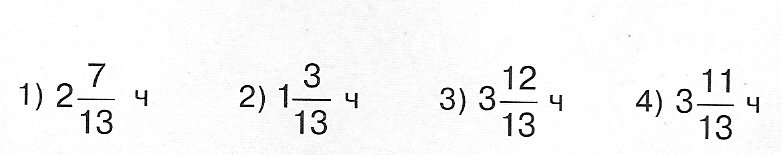 1) 2 7/13 ч 2) 1 3/13 ч 3) 3 12/13 ч 4) 3 11/13 ч